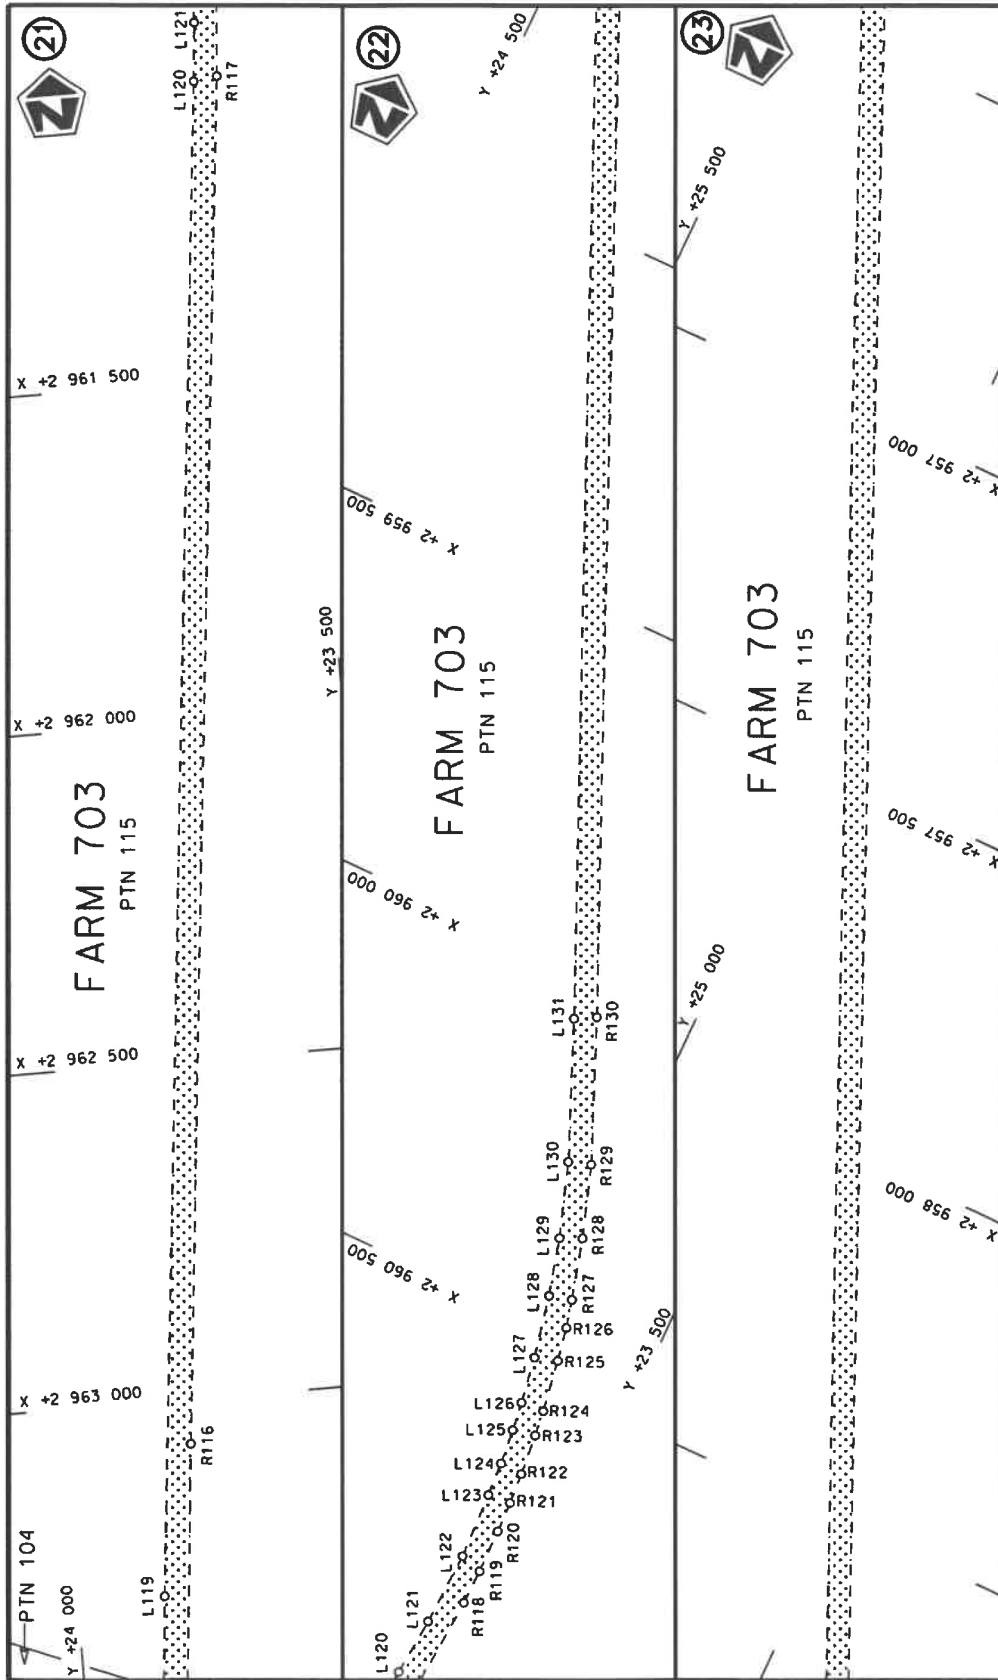 21
L121
L120
R117
X +2 961 500
X +2 962 000
FARM 703
PTN 115
X +2 962 500
X +2 963 000
R116
PTN 104
L119
Y +24 000
22
Y +24 500
X +2 959 500
Y +23 500
FARM 703
PTN 115
X +2 960 000
L131
R130
L130
R129
X +2 960 500
L129
R128
L128
R127
R126
L127
R125
Y +23 500
L126
R124
L125
R123
L124
R122
L123
R121
R120
L122
R119
R118
L121
L120
23
Y +25 500
X +2 957 000
FARM 703
PTN 115
X +2 957 500
Y +25 000
X +2 958 000
N
N
N